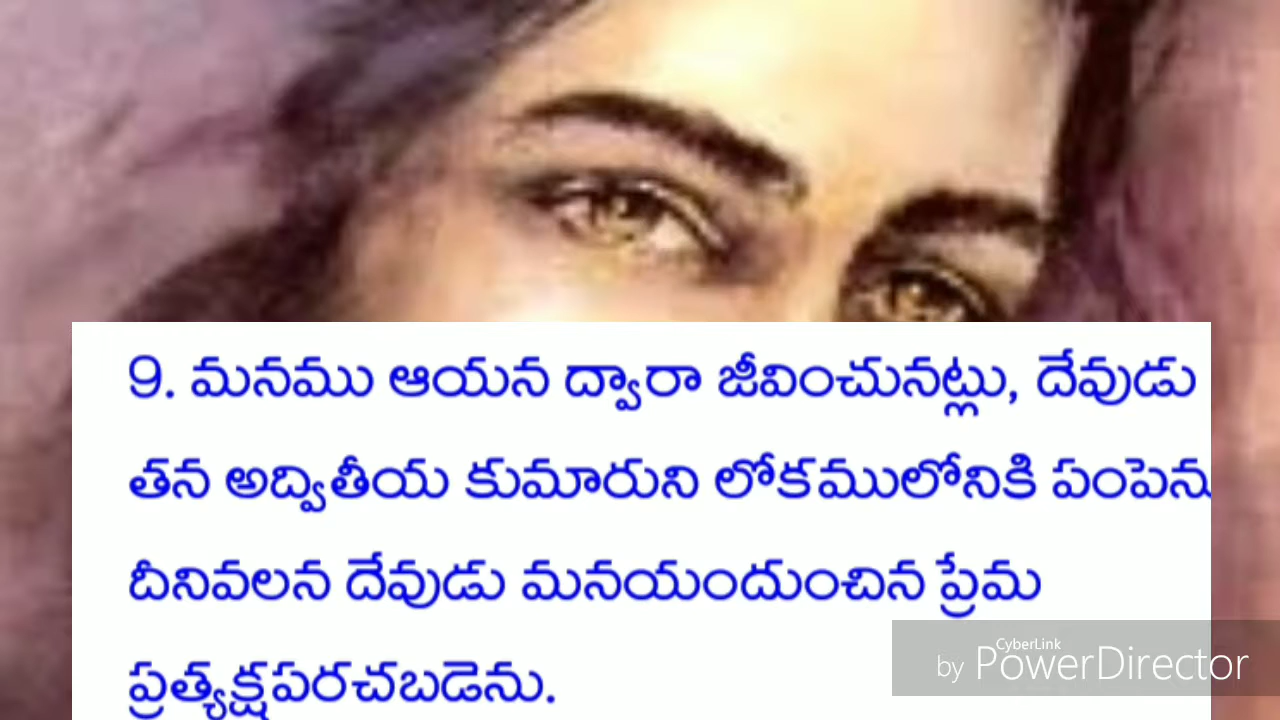 9. మనము ఆయన ద్వారా జీవించునట్లు, దేవుడు
తన అద్వితీయ కుమారుని లోకములోనికి పంపెను
దీనివలన దేవుడు మనయందుంచిన ప్రేమ
ప్రత్యక్షపరచబడెను.
CyberLink
by PowerDirector